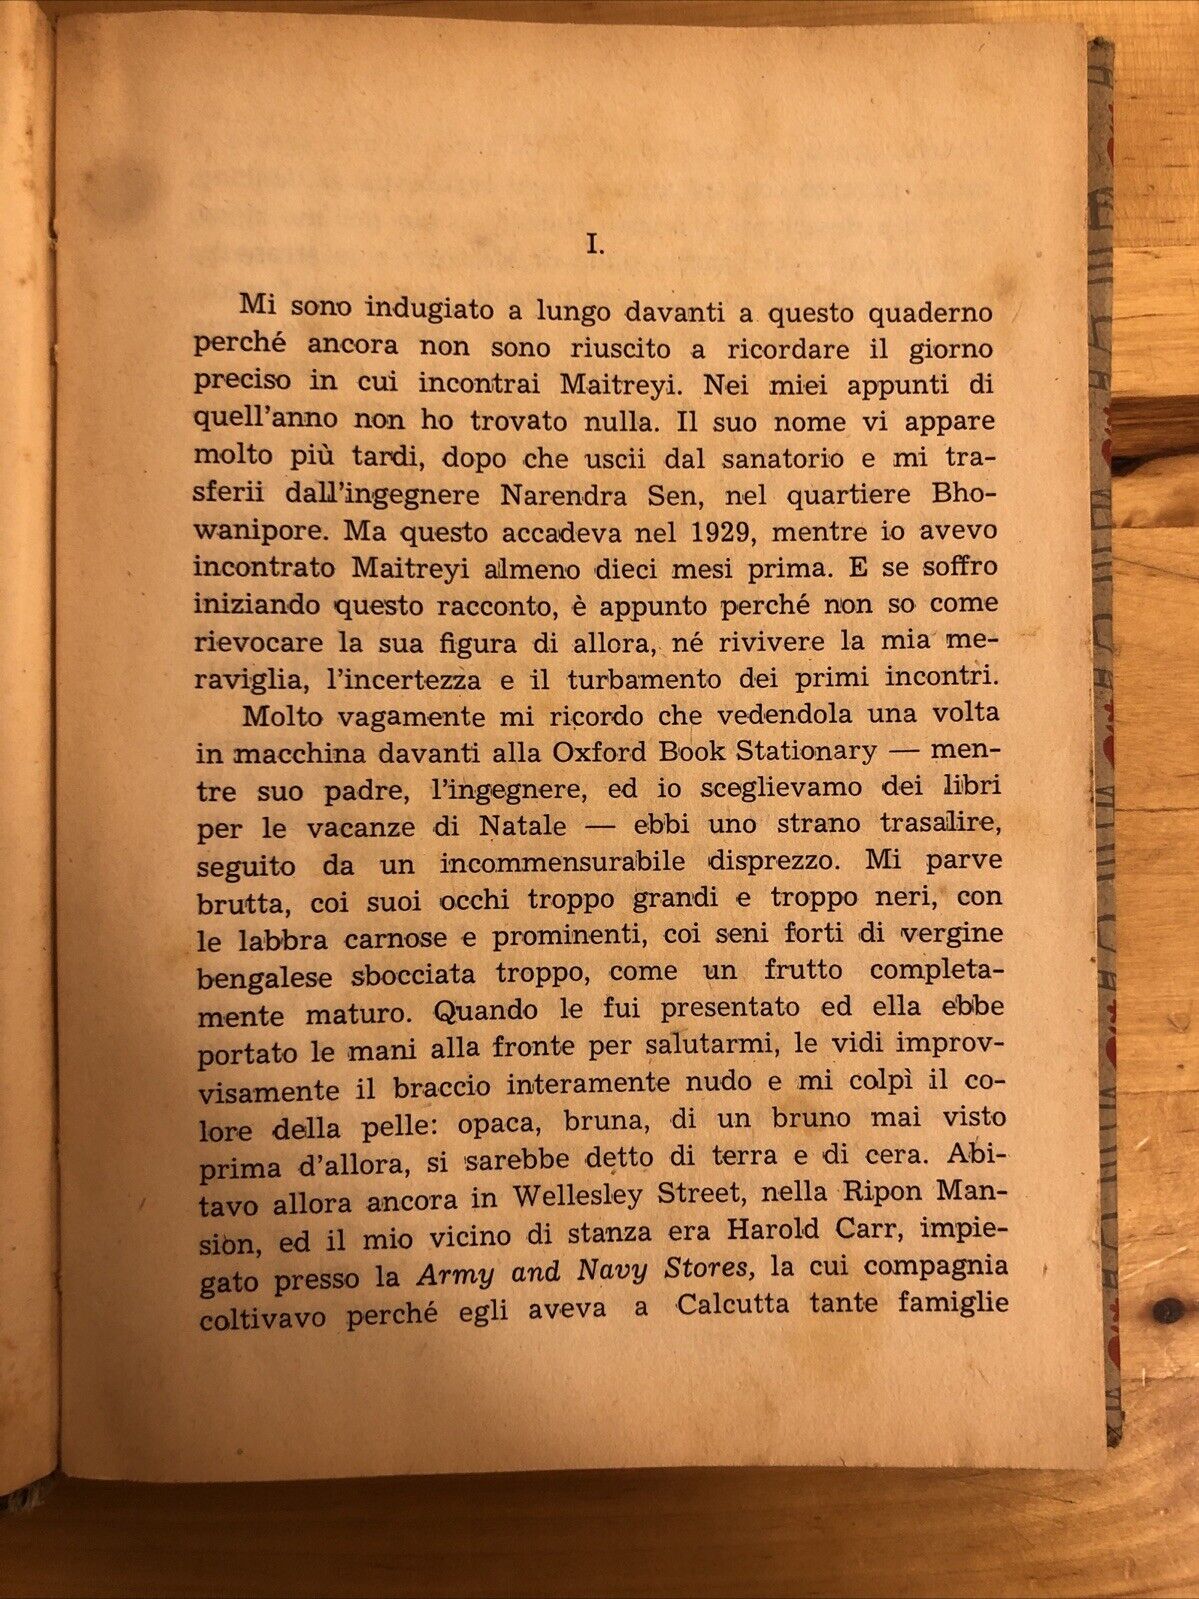 I.
Mi sono indugiato a lungo davanti a questo quaderno
perché ancora non sono riuscito a ricordare il giorno
preciso in cui incontrai Maitreyi. Nei miei appunti di
quell'anno non ho trovato nulla. Il suo nome vi appare
molto più tardi, dopo che uscii dal sanatorio e mi tra-
sferii dall'ingegnere Narendra Sen, nel quartiere Bho-
wanipore. Ma questo accadeva nel 1929, mentre io avevo
incontrato Maitreyi almeno dieci mesi prima. E se soffro
iniziando questo racconto, è appunto perché non so come
rievocare la sua figura di allora, né rivivere la mia me-
raviglia, l'incertezza e il turbamento dei primi incontri.
Molto vagamente mi ricordo che vedendola una volta
in macchina davanti alla Oxford Book Stationary — men-
tre suo padre, l'ingegnere, ed io sceglievamo dei libri
per le vacanze di Natale — ebbi uno strano trasalire,
seguito da un incommensurabile disprezzo. Mi parve
brutta, coi suoi occhi troppo grandi e troppo neri, con
le labbra carnose e prominenti, coi seni forti di vergine
bengalese sbocciata troppo, come un frutto completa-
mente maturo. Quando le fui presentato ed ella ebbe
portato le mani alla fronte per salutarmi, le vidi improv-
visamente il braccio interamente nudo e mi colpì il co-
lore della pelle: opaca, bruna, di un bruno mai visto
prima d'allora, si sarebbe detto di terra e di cera. Abi-
tavo allora ancora in Wellesley Street, nella Ripon Man-
sion, ed il mio vicino di stanza era Harold Carr, impie-
gato presso la Army and Navy Stores, la cui compagnia
coltivavo perché egli aveva a Calcutta tante famiglie